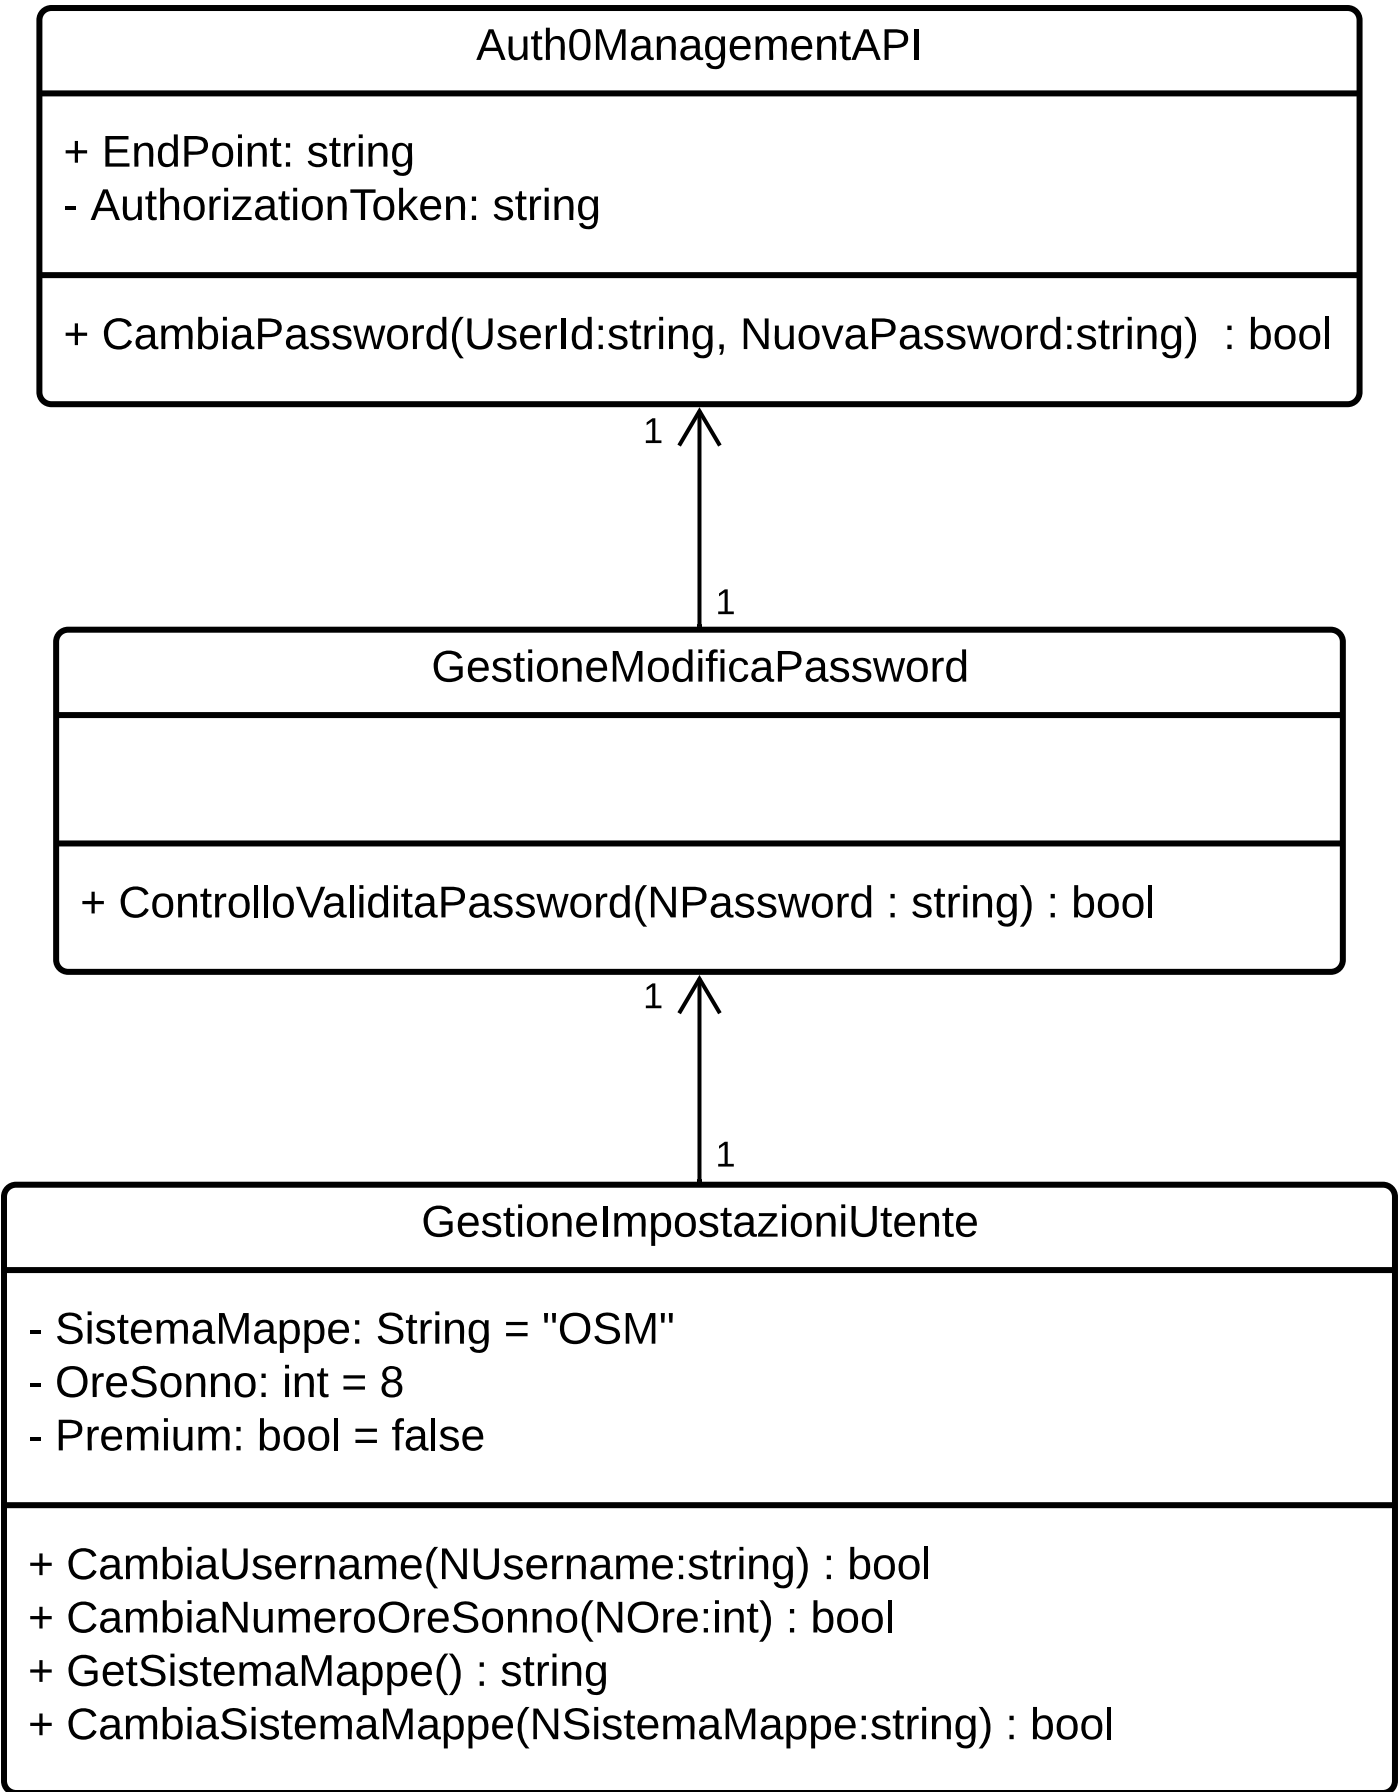 Auth0ManagementAPI
+ EndPoint: string
- AuthorizationToken: string
+ CambiaPassword(UserId:string, NuovaPassword:string)  : bool
1
1
GestioneModificaPassword
+ ControlloValiditaPassword(NPassword : string) : bool
1
1
GestioneImpostazioniUtente
- SistemaMappe: String = "OSM"
- OreSonno: int = 8
- Premium: bool = false
+ CambiaUsername(NUsername:string) : bool
+ CambiaNumeroOreSonno(NOre:int) : bool
+ GetSistemaMappe() : string
+ CambiaSistemaMappe(NSistemaMappe:string) : bool